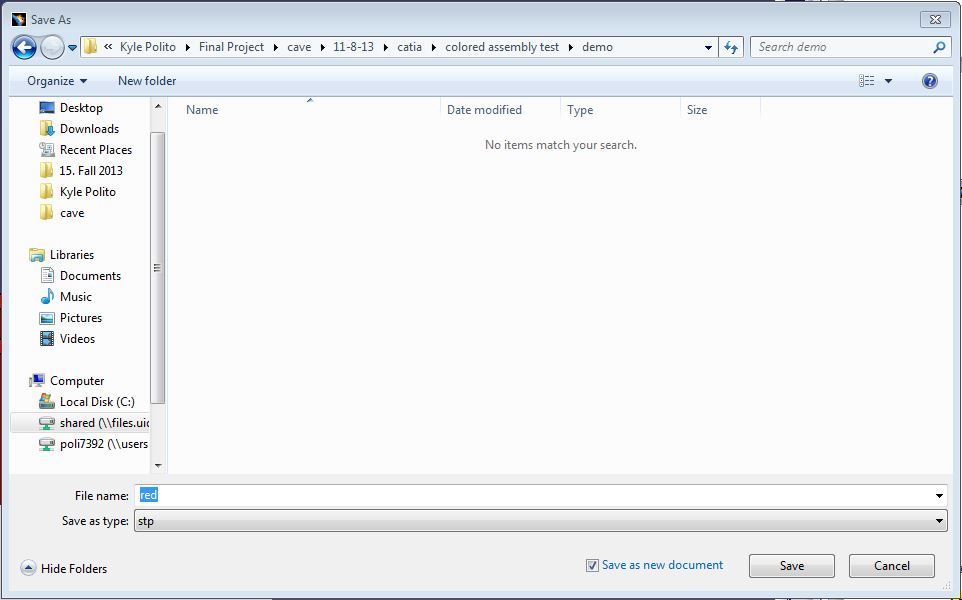 Save As
« Kyle Polito Final Project cave 11-8-13 catia colored assembly test demo Search demo
Organize New folder
Name Date modified Type Size
No items match your search.
Desktop
Downloads
Recent Places
15. Fall 2013
Kyle Polito
cave
Libraries
Documents
Music
Pictures
Videos
Computer
Local Disk (C:)
shared (\\files.uic
poli7392 (\\users
File name: red
Save as type: stp
Hide Folders Save as new document Save Cancel